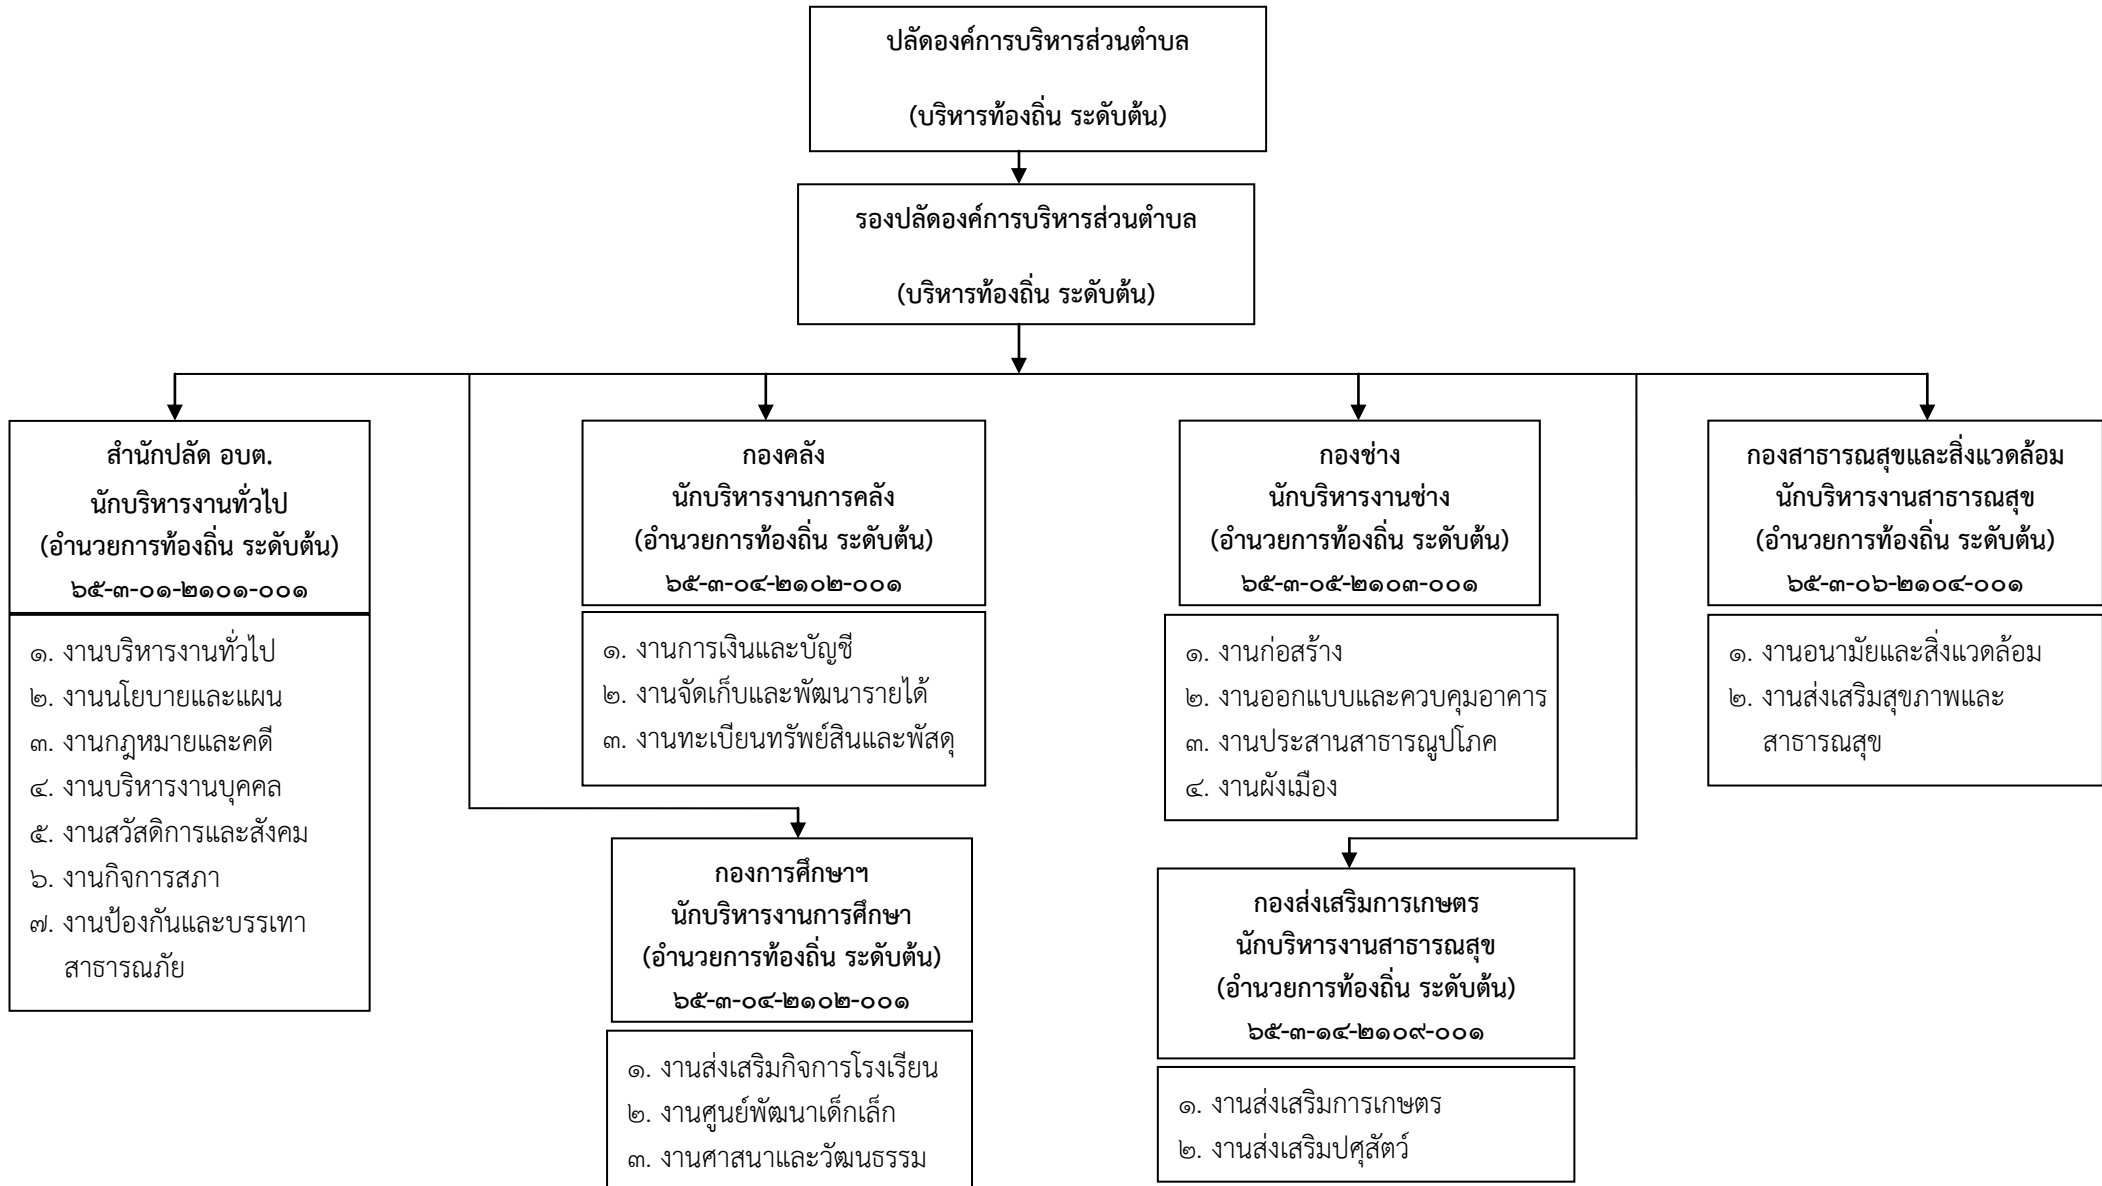 ปลัดองค์การบริหารส่วนตำบล
(บริหารท้องถิ่น ระดับต้น)
รองปลัดองค์การบริหารส่วนตำบล
(บริหารท้องถิ่น ระดับต้น)
สำนักปลัด อบต.
นักบริหารงานทั่วไป
(อำนวยการท้องถิ่น ระดับต้น)
๖๕-๓-๐๑-๒๑๐๑-๐๐๑
๑. งานบริหารงานทั่วไป
๒. งานนโยบายและแผน
๓. งานกฎหมายและคดี
๔. งานบริหารงานบุคคล
๕. งานสวัสดิการและสังคม
๖. งานกิจการสภา
๗. งานป้องกันและบรรเทา
สาธารณภัย
กองคลัง
นักบริหารงานการคลัง
(อำนวยการท้องถิ่น ระดับต้น)
๖๕-๓-๐๔-๒๑๐๒-๐๐๑
๑. งานการเงินและบัญชี
๒. งานจัดเก็บและพัฒนารายได้
๓. งานทะเบียนทรัพย์สินและพัสดุ
กองช่าง
นักบริหารงานช่าง
(อำนวยการท้องถิ่น ระดับต้น)
๖๕-๓-๐๕-๒๑๐๓-๐๐๑
๑. งานก่อสร้าง
๒. งานออกแบบและควบคุมอาคาร
๓. งานประสานสาธารณูปโภค
๔. งานผังเมือง
กองสาธารณสุขและสิ่งแวดล้อม
นักบริหารงานสาธารณสุข
(อำนวยการท้องถิ่น ระดับต้น)
๖๕-๓-๐๖-๒๑๐๔-๐๐๑
๑. งานอนามัยและสิ่งแวดล้อม
๒. งานส่งเสริมสุขภาพและ
สาธารณสุข
กองการศึกษาฯ
นักบริหารงานการศึกษา
(อำนวยการท้องถิ่น ระดับต้น)
๖๕-๓-๐๔-๒๑๐๒-๐๐๑
๑. งานส่งเสริมกิจการโรงเรียน
๒. งานศูนย์พัฒนาเด็กเล็ก
๓. งานศาสนาและวัฒนธรรม
กองส่งเสริมการเกษตร
นักบริหารงานสาธารณสุข
(อำนวยการท้องถิ่น ระดับต้น)
๖๕-๓-๑๔-๒๑๐๙-๐๐๑
๑. งานส่งเสริมการเกษตร
๒. งานส่งเสริมปศุสัตว์